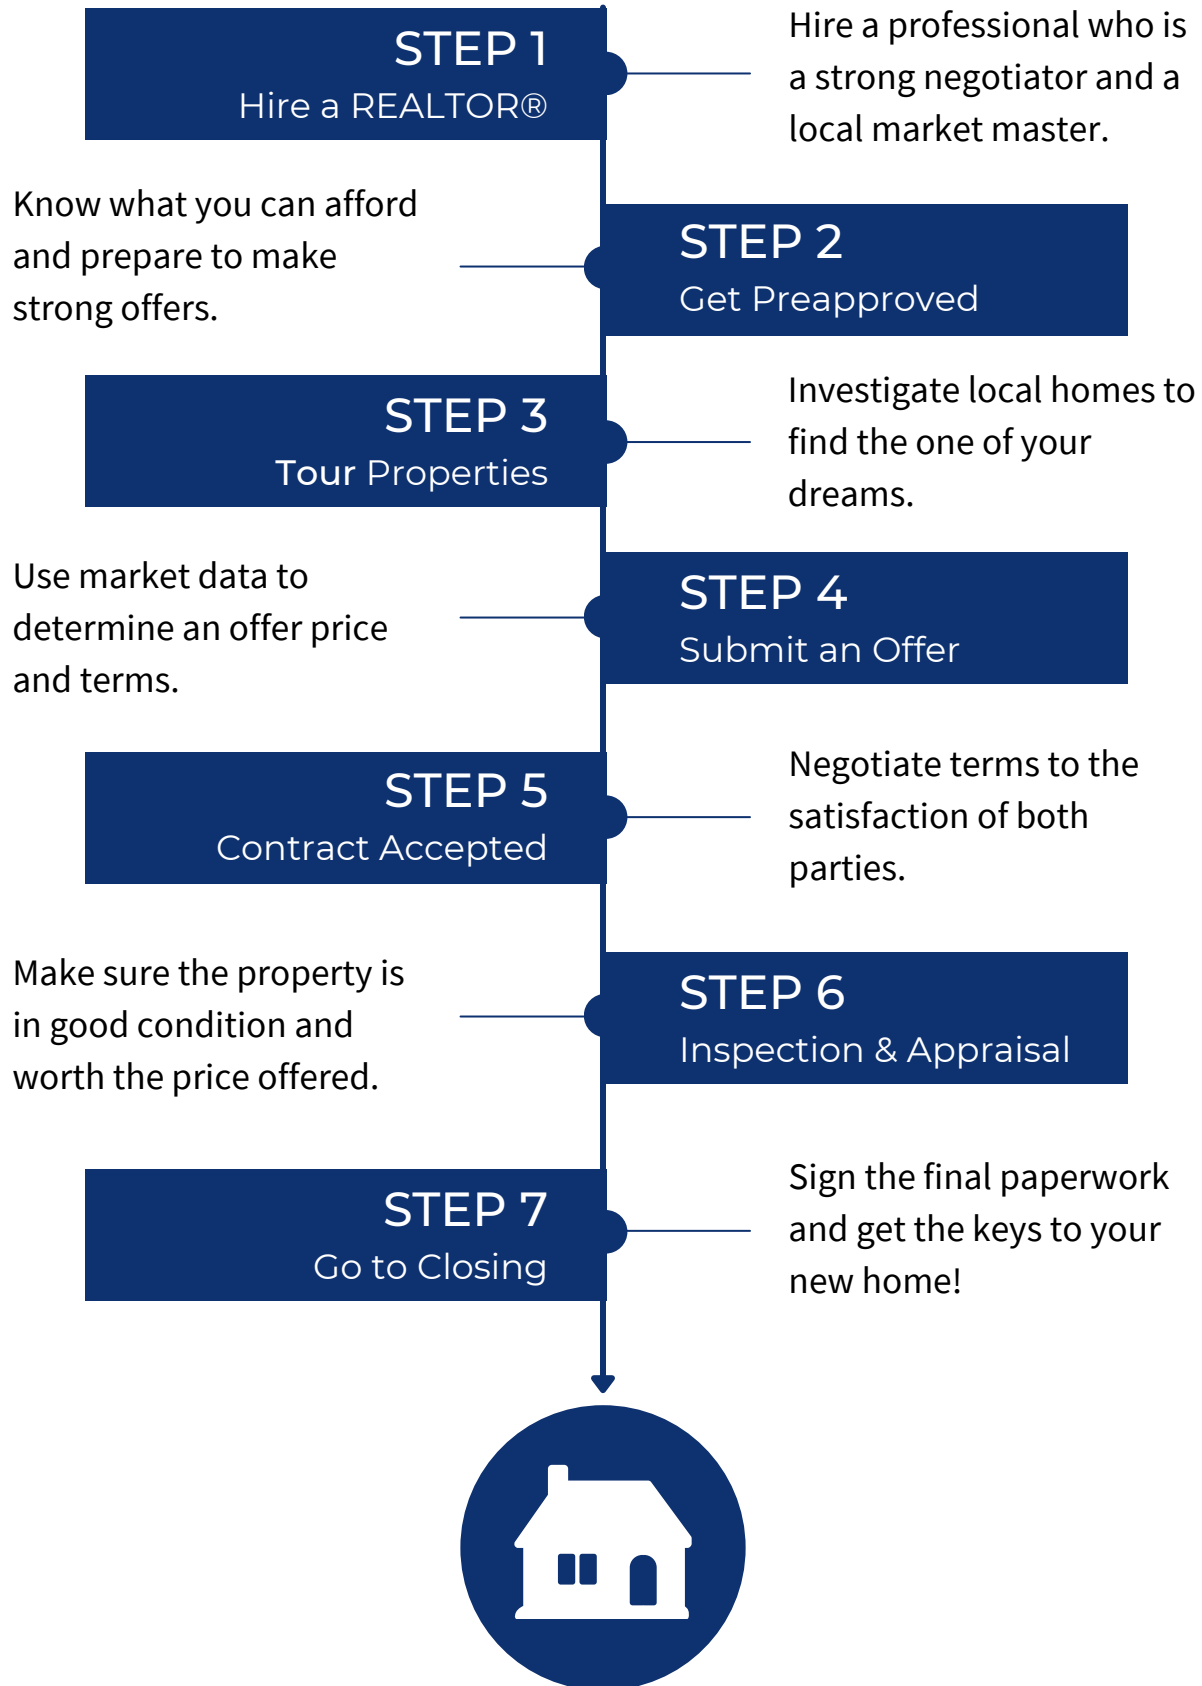 STEP 1
Hire a REALTOR®
Hire a professional who is
a strong negotiator and a
local market master.
Know what you can afford
and prepare to make
strong offers.
STEP 2
Get Preapproved
STEP 3
Tour Properties
Investigate local homes to
find the one of your
dreams.
Use market data to
determine an offer price
and terms.
STEP 4
Submit an Offer
STEP 5
Contract Accepted
Negotiate terms to the
satisfaction of both
parties.
Make sure the property is
in good condition and
worth the price offered.
STEP 6
Inspection & Appraisal
STEP 7
Go to Closing
Sign the final paperwork
and get the keys to your
new home!